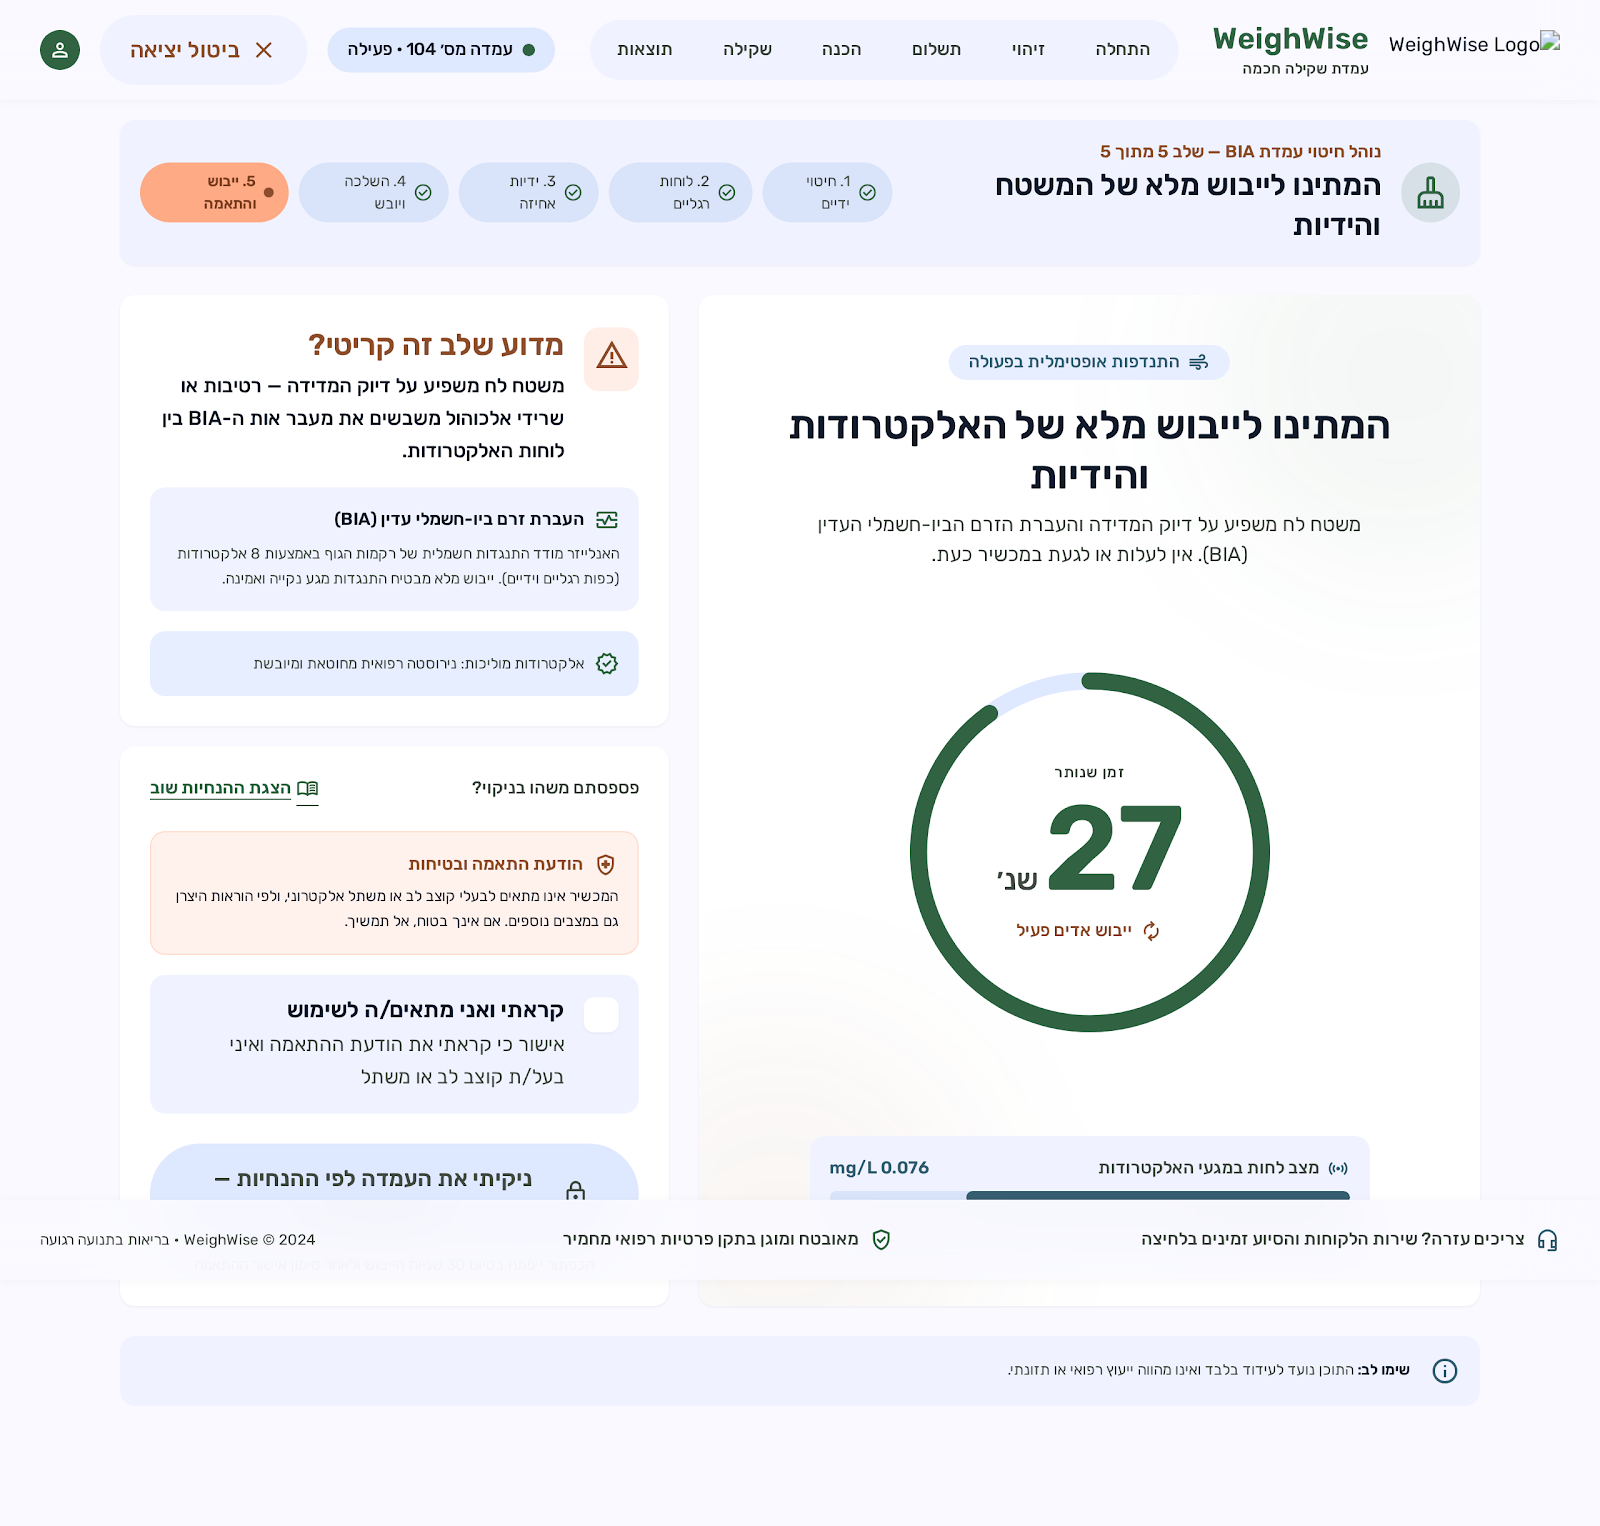 WeighWise Logo
WeighWise
עמדת שקילה חכמה
התחלה
זיהוי
תשלום
הכנה
שקילה
תוצאות
עמדה מס׳ 104 • פעילה
ביטול יציאה
נוהל חיטוי עמדת BIA – שלב 5 מתוך 5
המתינו לייבוש מלא של המשטח
והידיות
1. חיטוי
ידיים
2. לוחות
רגליים
3. ידיות
אחיזה
4. השלכה
ויובש
5. ייבוש
והתאמה
התנדפות אופטימלית בפעולה
המתינו לייבוש מלא של האלקטרודות
והידיות
משטח לח משפיע על דיוק המדידה והעברת הזרם הביו-חשמלי העדין
(BIA). אין לעלות או לגעת במכשיר כעת.
זמן שנותר
27 שנ׳
ייבוש אדים פעיל
מצב לחות במגעי האלקטרודות
0.076 mg/L
מדוע שלב זה קריטי?
משטח לח משפיע על דיוק המדידה – רטיבות או
שרידי אלכוהול משבשים את מעבר אות ה-BIA בין
לוחות האלקטרודות.
העברת זרם ביו-חשמלי עדין (BIA)
האנלייזר מודד התנגדות חשמלית של רקמות הגוף באמצעות 8 אלקטרודות
(כפות רגליים וידיים). ייבוש מלא מבטיח התנגדות מגע נקייה ואמינה.
אלקטרודות מוליכות: נירוסטה רפואית מחוטאת ומיובשת
פספסתם משהו בניקוי?
הצגת ההנחיות שוב
הודעת התאמה ובטיחות
המכשיר אינו מתאים לבעלי קוצב לב או משתל אלקטרוני, ולפי הוראות היצרן
גם במצבים נוספים. אם אינך בטוח, אל תמשיך.
קראתי ואני מתאים/ה לשימוש
אישור כי קראתי את הודעת ההתאמה ואיני
בעל/ת קוצב לב או משתל
ניקיתי את העמדה לפי ההנחיות –
צריכים עזרה? שירות הלקוחות והסיוע זמינים בלחיצה
מאובטח ומוגן בתקן פרטיות רפואי מחמיר
WeighWise © 2024 • בריאות בתנועה רגועה
שימו לב: התוכן נועד לעידוד בלבד ואינו מהווה ייעוץ רפואי או תזונתי.